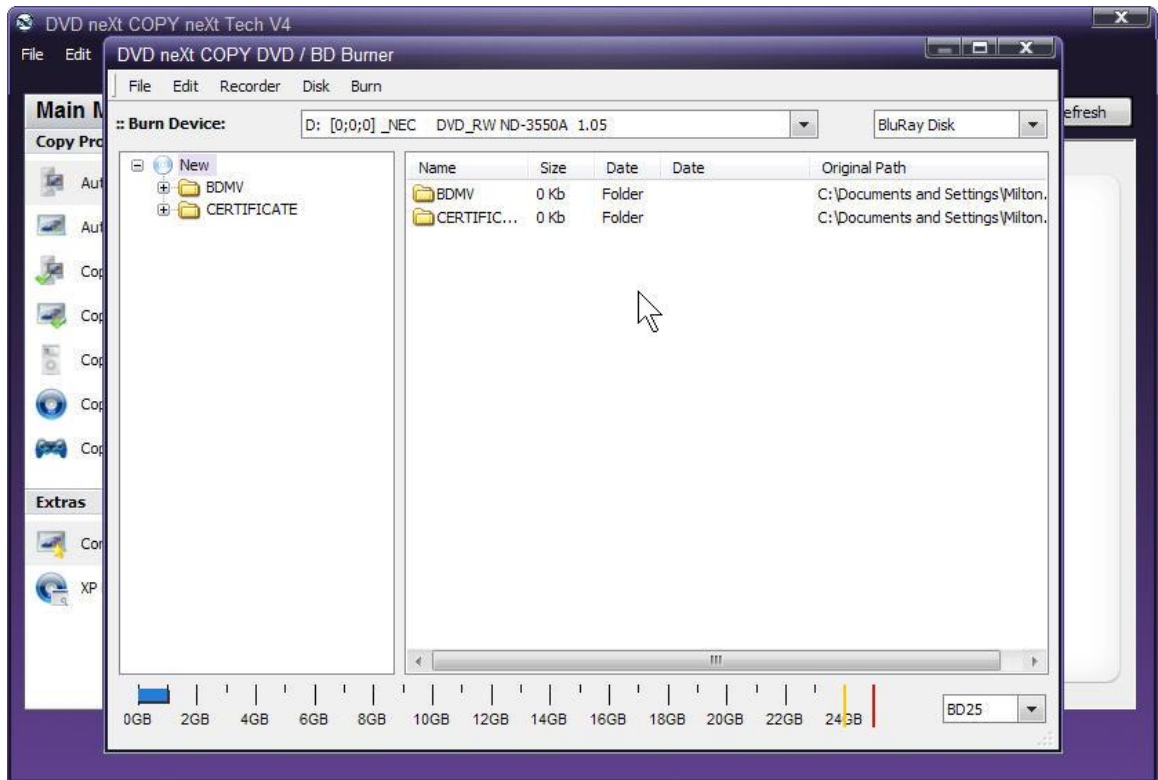 DVD neXt COPY neXt Tech V4
X
File Edit
DVD neXt COPY DVD / BD Burner
X
File Edit Recorder Disk Burn
Main M
:: Burn Device:
D: [0;0;0] _NEC DVD_RW ND-3550A 1.05
BluRay Disk
efresh
Copy Pro
New
BDMV
CERTIFICATE
Name Size Date Date Original Path
BDMV 0 Kb Folder C:\Documents and Settings\Milton.
CERTIFIC... 0 Kb Folder C:\Documents and Settings\Milton.
Aut
Aut
Cop
Cop
Cop
Cop
Cop
Extras
Con
XP
0GB 2GB 4GB 6GB 8GB 10GB 12GB 14GB 16GB 18GB 20GB 22GB 24GB
BD25